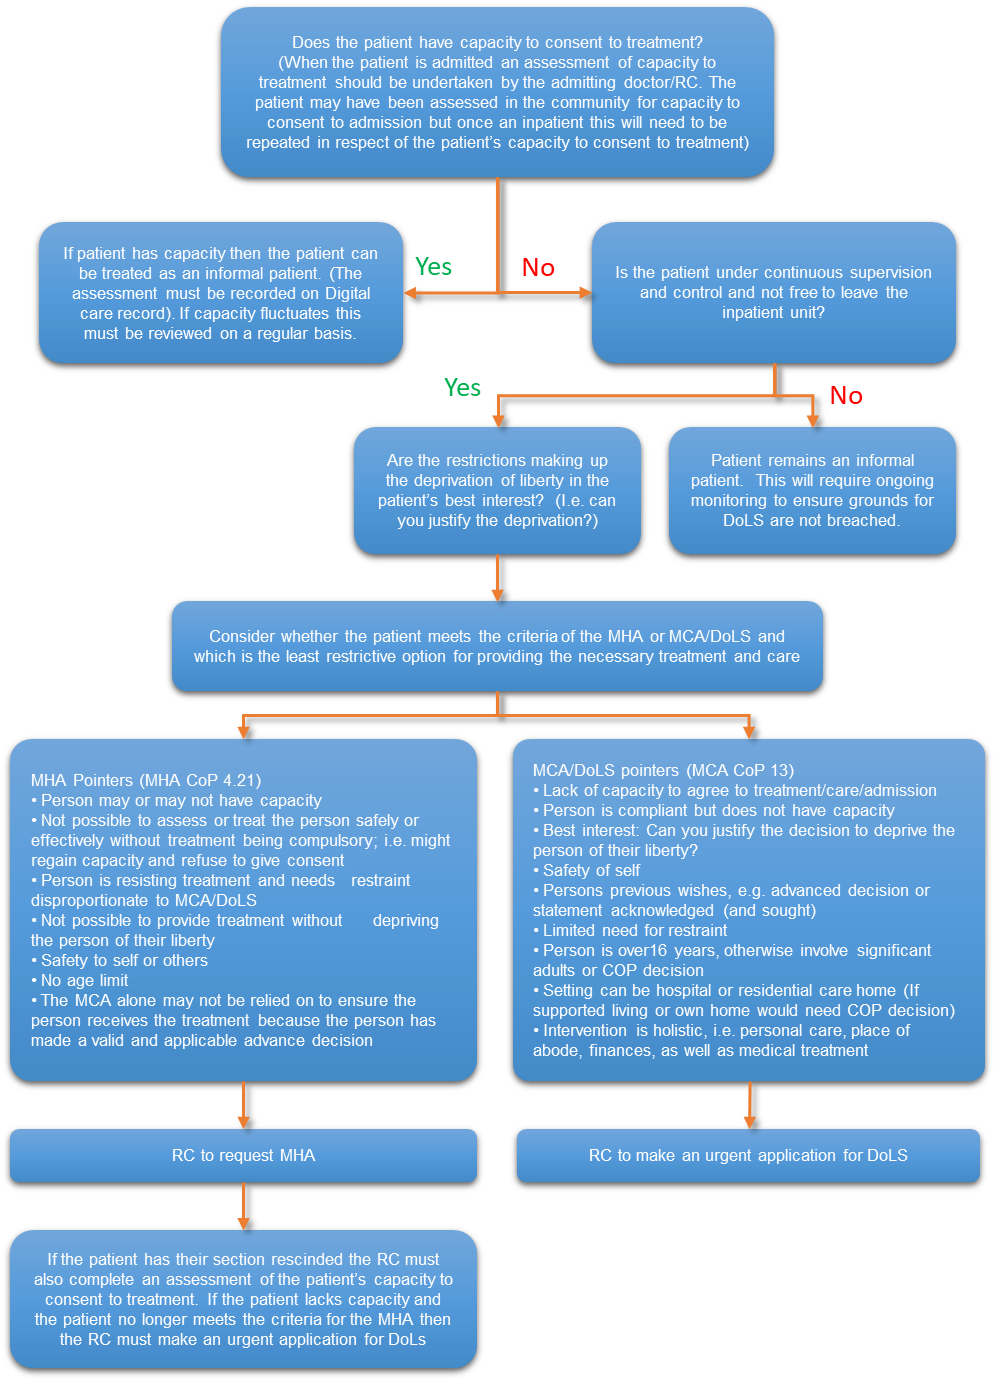 Does the patient have capacity to consent to treatment?
(When the patient is admitted an assessment of capacity to
treatment should be undertaken by the admitting doctor/RC. The
patient may have been assessed in the community for capacity to
consent to admission but once an inpatient this will need to be
repeated in respect of the patient's capacity to consent to treatment)
Yes
No
If patient has capacity then the patient can
be treated as an informal patient. (The
assessment must be recorded on Digital
care record). If capacity fluctuates this
must be reviewed on a regular basis.
Is the patient under continuous supervision
and control and not free to leave the
inpatient unit?
Yes
No
Are the restrictions making up
the deprivation of liberty in the
patient's best interest? (I.e. can
you justify the deprivation?)
Patient remains an informal
patient. This will require ongoing
monitoring to ensure grounds for
DoLS are not breached.
Consider whether the patient meets the criteria of the MHA or MCA/DoLS and
which is the least restrictive option for providing the necessary treatment and care
MHA Pointers (MHA CoP 4.21)
• Person may or may not have capacity
• Not possible to assess or treat the person safely or
effectively without treatment being compulsory; i.e. might
regain capacity and refuse to give consent
• Person is resisting treatment and needs restraint
disproportionate to MCA/DoLS
• Not possible to provide treatment without depriving
the person of their liberty
• Safety to self or others
• No age limit
• The MCA alone may not be relied on to ensure the
person receives the treatment because the person has
made a valid and applicable advance decision
MCA/DoLS pointers (MCA CoP 13)
• Lack of capacity to agree to treatment/care/admission
• Person is compliant but does not have capacity
• Best interest: Can you justify the decision to deprive the
person of their liberty?
• Safety of self
• Persons previous wishes, e.g. advanced decision or
statement acknowledged (and sought)
• Limited need for restraint
• Person is over16 years, otherwise involve significant
adults or COP decision
• Setting can be hospital or residential care home (If
supported living or own home would need COP decision)
• Intervention is holistic, i.e. personal care, place of
abode, finances, as well as medical treatment
RC to request MHA
RC to make an urgent application for DoLS
If the patient has their section rescinded the RC must
also complete an assessment of the patient's capacity to
consent to treatment. If the patient lacks capacity and
the patient no longer meets the criteria for the MHA then
the RC must make an urgent application for DoLs